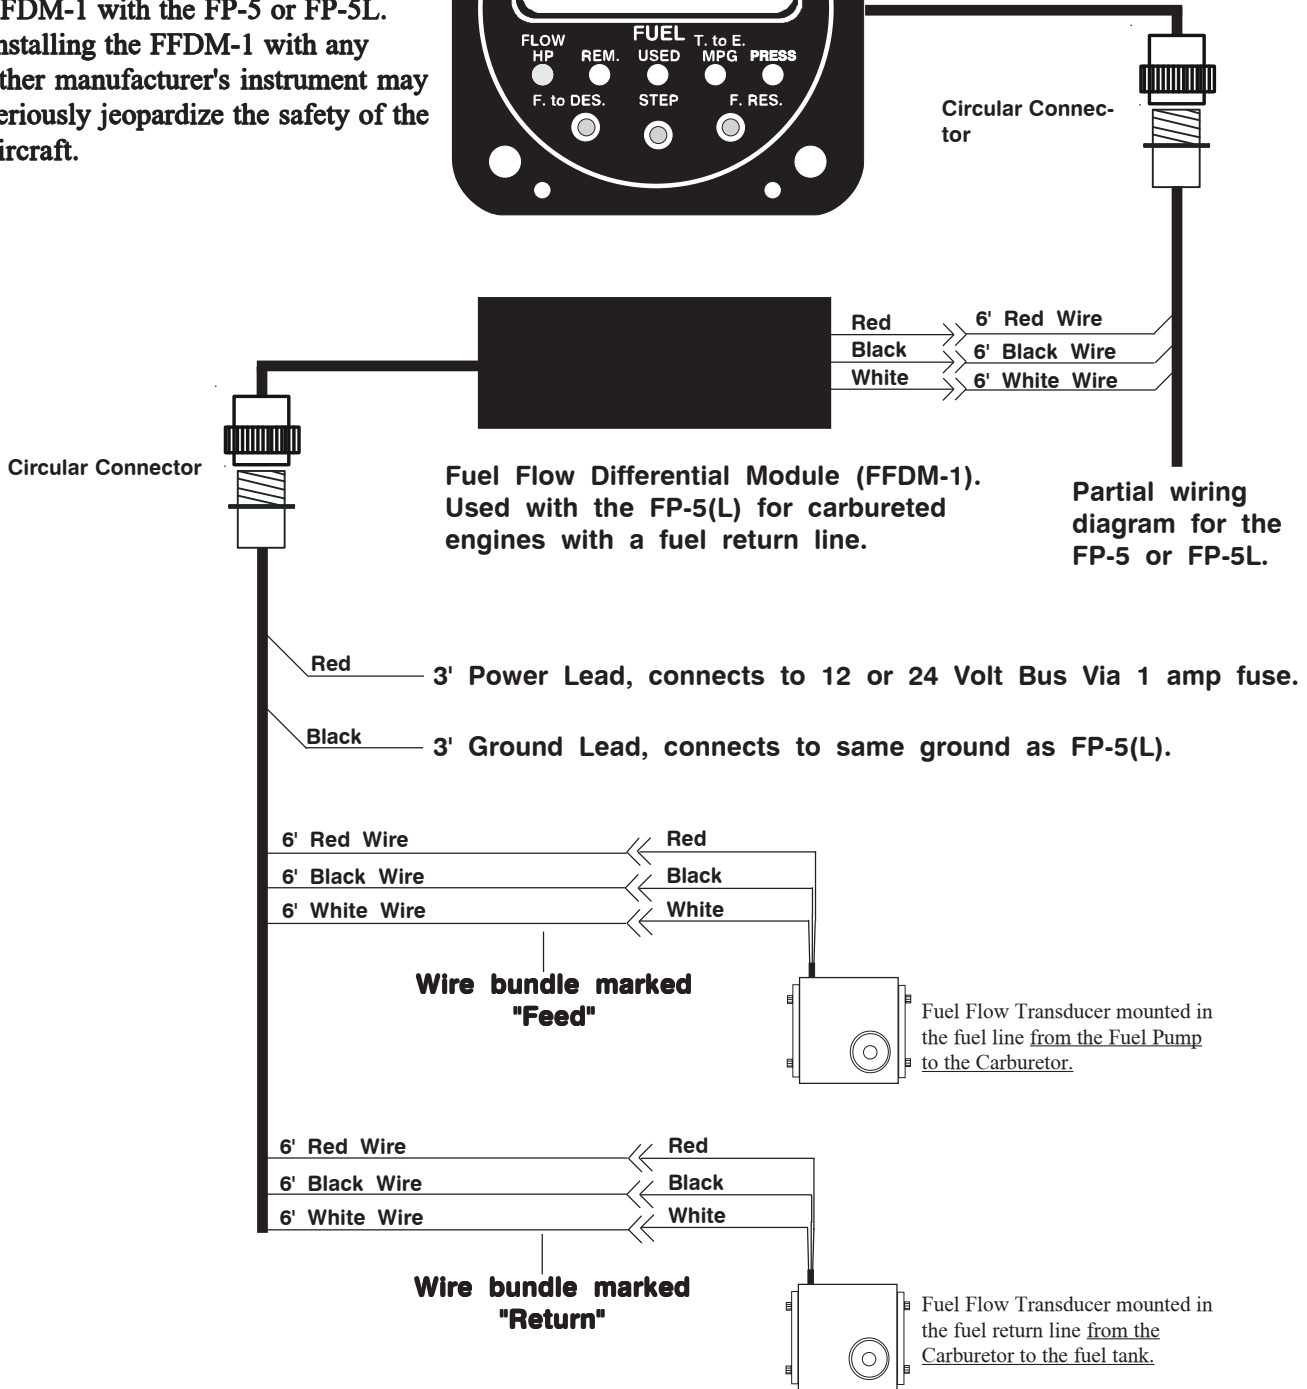 FDM-1 with the FP-5 or FP-5L.
nstalling the FFDM-1 with any
ther manufacturer's instrument may
eriously jeopardize the safety of the
ircraft.
FUEL
FLOW
HP
REM.
USED
T. to E.
MPG
PRESS
F. to DES.
STEP
F. RES.
Circular Connec-
tor
Red
6' Red Wire
Black
6' Black Wire
White
6' White Wire
Circular Connector
Fuel Flow Differential Module (FFDM-1).
Used with the FP-5(L) for carbureted
engines with a fuel return line.
Partial wiring
diagram for the
FP-5 or FP-5L.
Red
3' Power Lead, connects to 12 or 24 Volt Bus Via 1 amp fuse.
Black
3' Ground Lead, connects to same ground as FP-5(L).
6' Red Wire
Red
6' Black Wire
Black
6' White Wire
White
Wire bundle marked
"Feed"
Fuel Flow Transducer mounted in
the fuel line from the Fuel Pump
to the Carburetor.
6' Red Wire
Red
6' Black Wire
Black
6' White Wire
White
Wire bundle marked
"Return"
Fuel Flow Transducer mounted in
the fuel return line from the
Carburetor to the fuel tank.